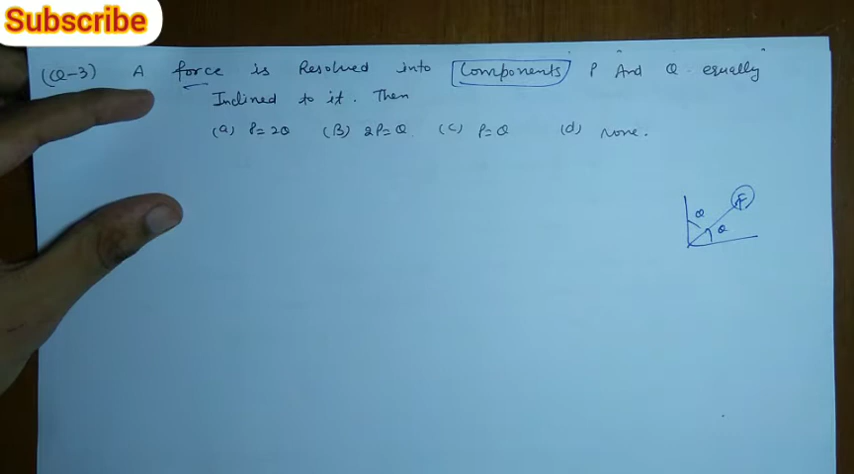 Subscribe
(Q-3) A force is Resolved into Components P And Q equally
Inclined to it. Then
(a) P=2Q (B) 2P=Q (c) P=Q (d) None.
F
θ
θ